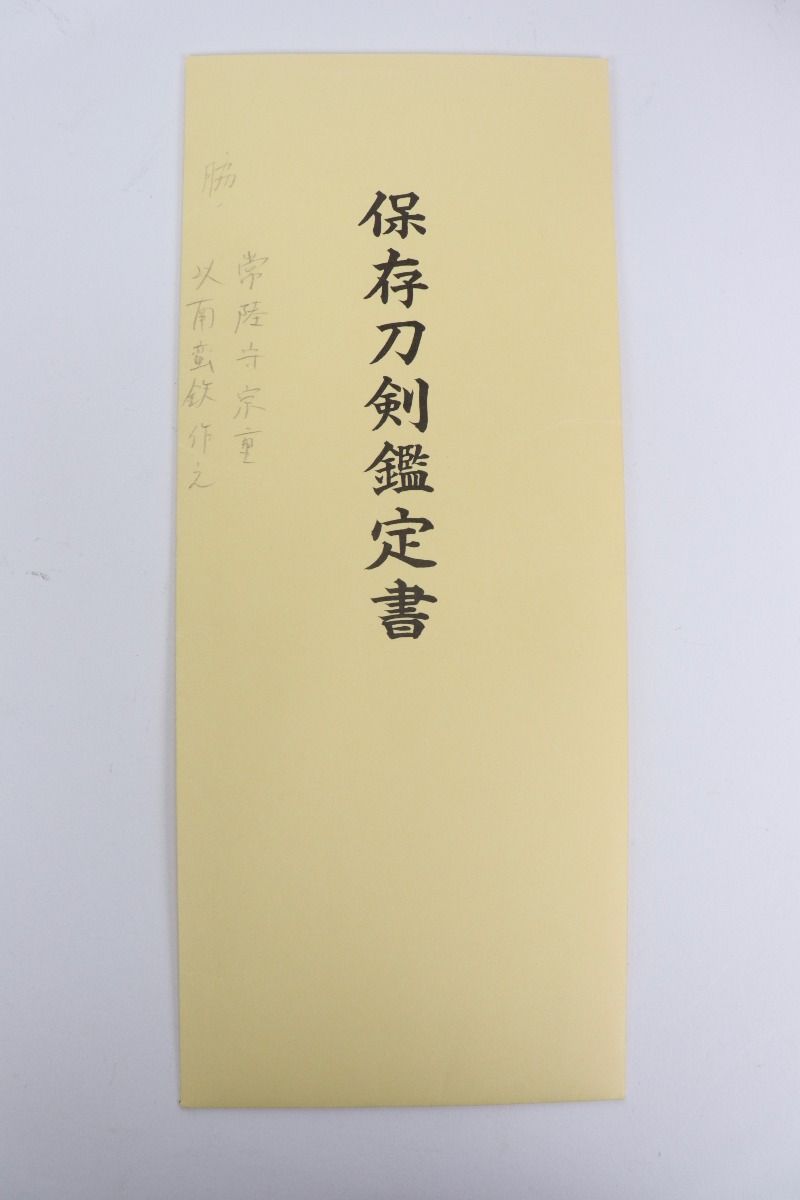 保存刀剣鑑定書
脇
常陸守宗重
以南蛮鉄作之